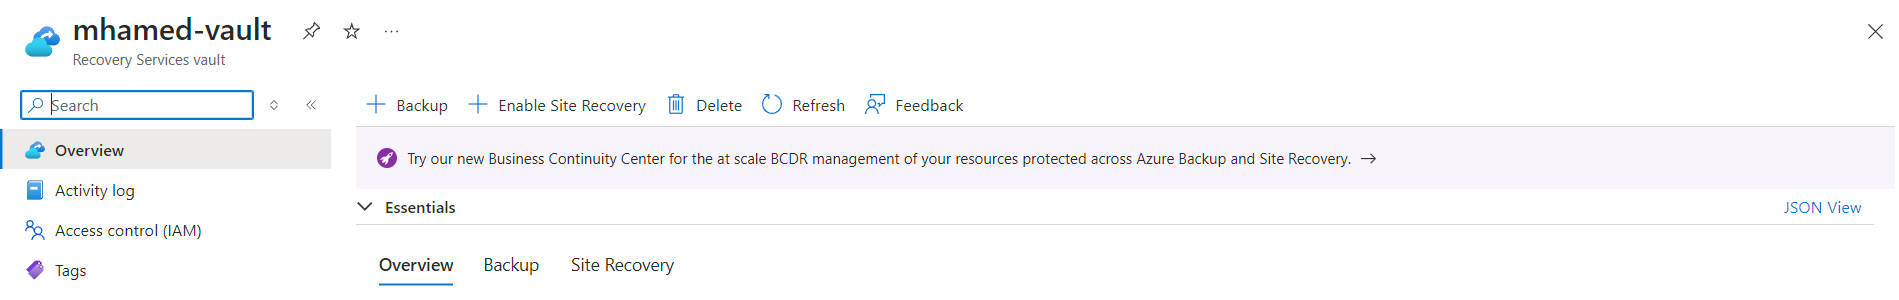 mhamed-vault
Recovery Services vault
Search
Backup
Enable Site Recovery
Delete
Refresh
Feedback
Overview
Try our new Business Continuity Center for the at scale BCDR management of your resources protected across Azure Backup and Site Recovery.
Activity log
Essentials
JSON View
Access control (IAM)
Tags
Overview
Backup
Site Recovery